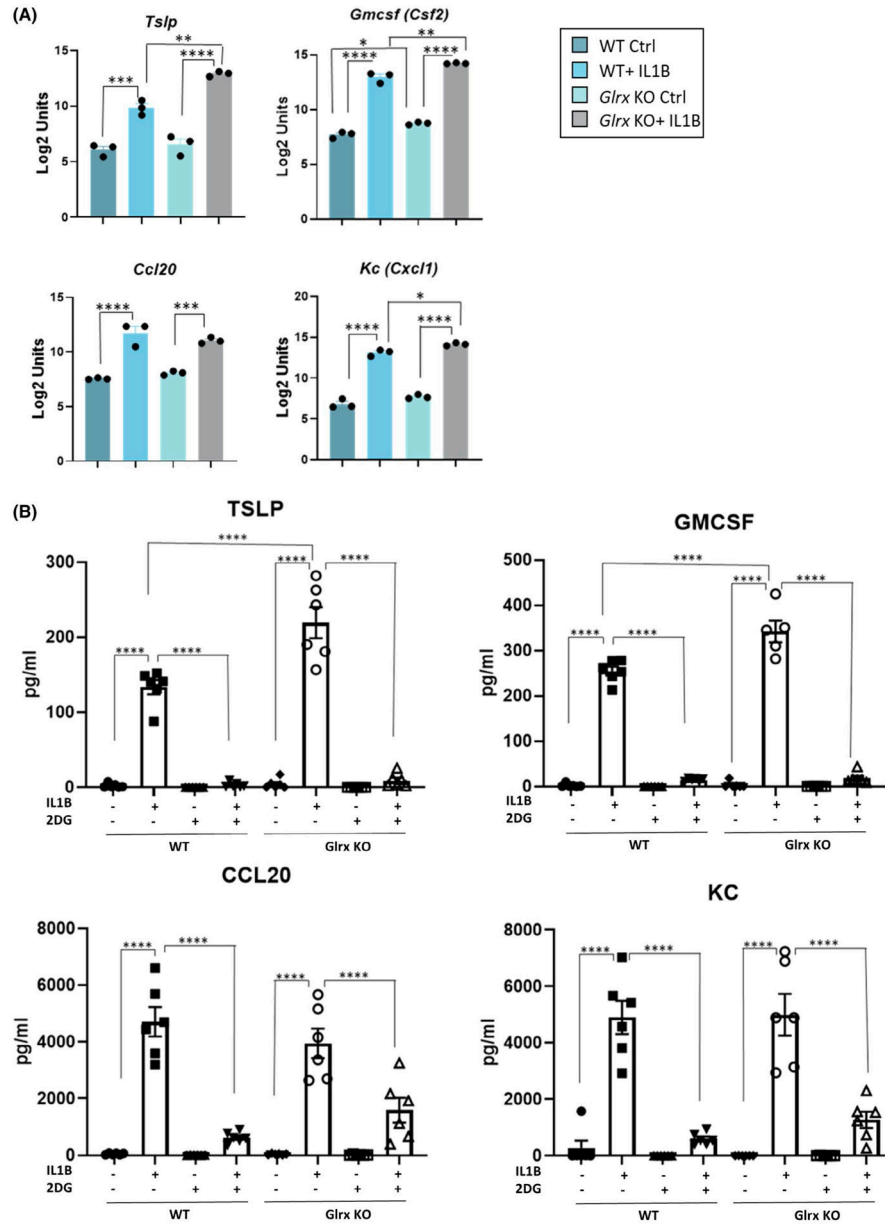 (A)
Tslp
Log2 Units
15
10
5
0
***
**
****
Gmcsf (Csf2)
Log2 Units
15
10
5
0
*
****
**
****
WT Ctrl
WT+ IL1B
Glrx KO Ctrl
Glrx KO+ IL1B
Ccl20
Log2 Units
15
10
5
0
****
***
Kc (Cxcl1)
Log2 Units
20
15
10
5
0
****
*
****
(B)
TSLP
pg/ml
300
200
100
0
****
****
****
****
****
IL1B - + - + - + - +
2DG - - + + - - + +
WT
Glrx KO
GMCSF
pg/ml
500
400
300
200
100
0
****
****
****
****
****
- + - + - + - +
- - + + - - + +
WT
Glrx KO
CCL20
pg/ml
8000
6000
4000
2000
0
****
****
****
****
IL1B - + - + - + - +
2DG - - + + - - + +
WT
Glrx KO
KC
pg/ml
8000
6000
4000
2000
0
****
****
****
****
IL1B - + - + - + - +
2DG - - + + - - + +
WT
Glrx KO